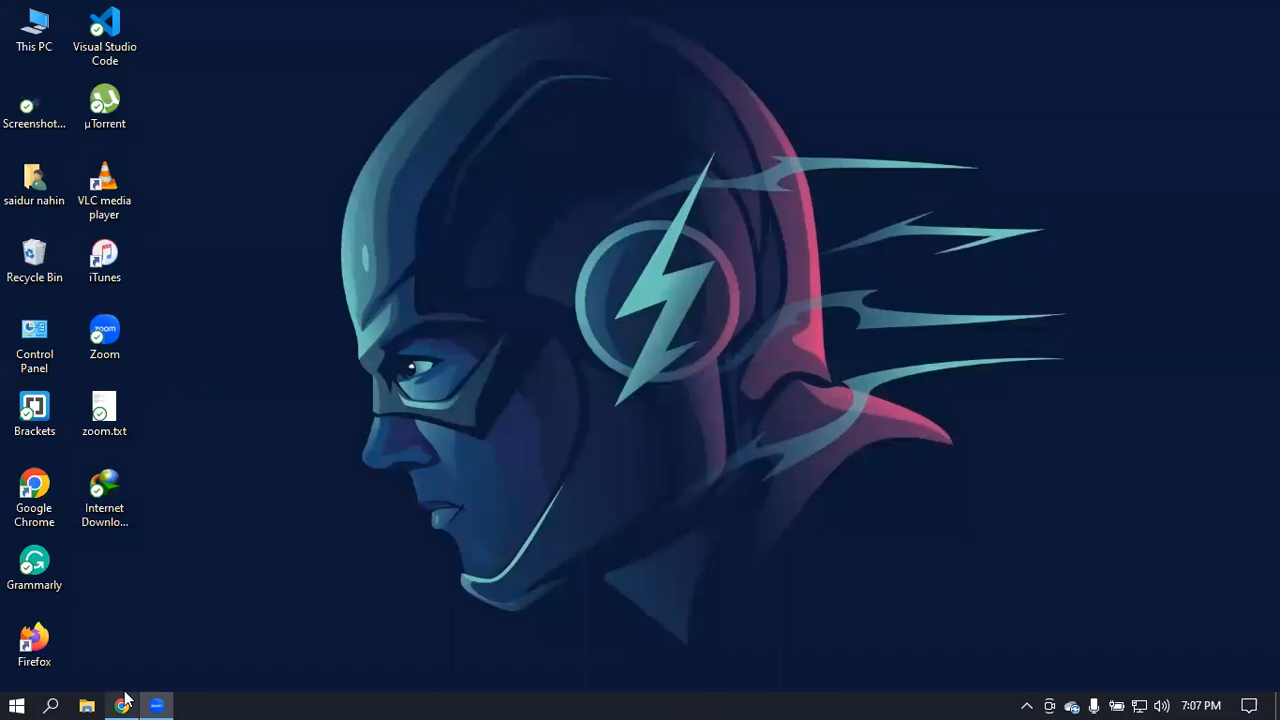 This PC
Visual Studio
Code
Screenshot...
µTorrent
saidur nahin
VLC media
player
Recycle Bin
iTunes
Control
Panel
zoom
Zoom
Brackets
zoom.txt
Google
Chrome
Internet
Downlo...
Grammarly
Firefox
7:07 PM